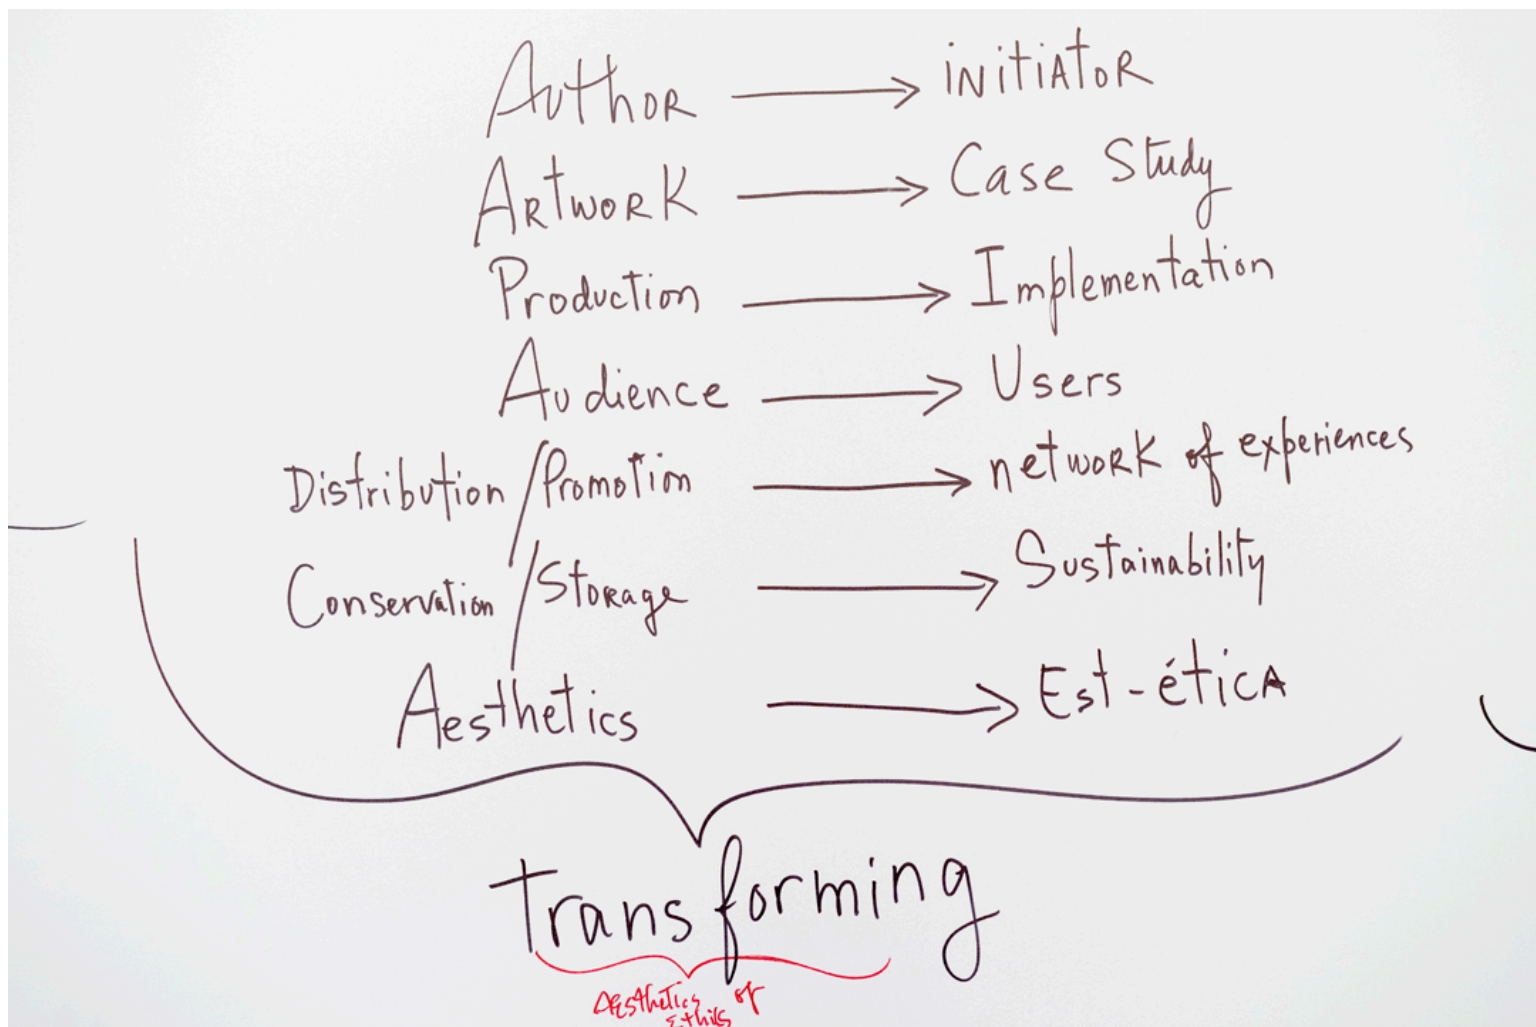 Author → initiator
Artwork → Case Study
Production → Implementation
Audience → Users
Distribution / Promotion → network of experiences
Conservation / Storage → Sustainability
Aesthetics → Est-ética
Transforming
Aesthetics of
Ethics